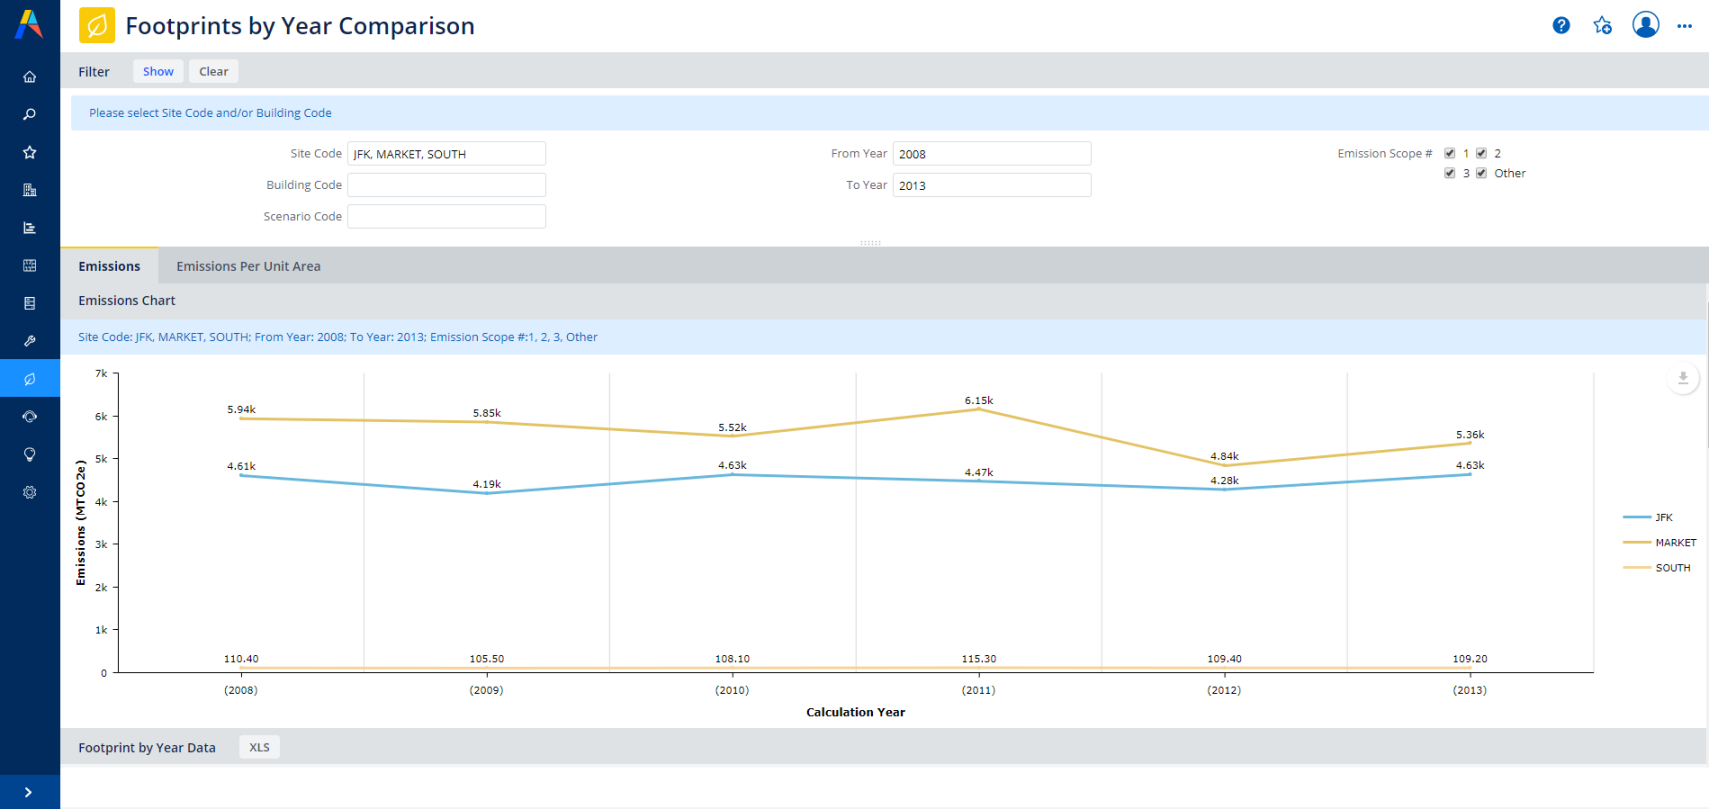 Footprints by Year Comparison
Filter Show Clear
Please select Site Code and/or Building Code
Site Code JFK, MARKET, SOUTH From Year 2008 Emission Scope # 1 2
3 Other
Building Code To Year 2013
Scenario Code
Emissions Emissions Per Unit Area
Emissions Chart
Site Code: JFK, MARKET, SOUTH; From Year: 2008; To Year: 2013; Emission Scope #:1, 2, 3, Other
7k
6k
5k
4k
3k
2k
1k
0
Emissions (MTCO2e)
5.94k 5.85k 5.52k 6.15k 4.84k 5.36k
4.61k 4.19k 4.63k 4.47k 4.28k 4.63k
110.40 105.50 108.10 115.30 109.40 109.20
(2008) (2009) (2010) (2011) (2012) (2013)
Calculation Year
JFK
MARKET
SOUTH
Footprint by Year Data XLS